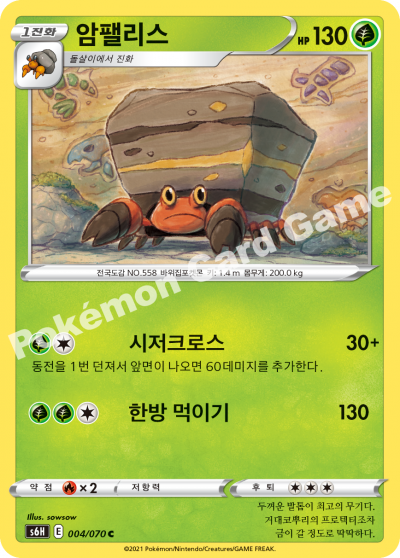 1진화
암팰리스
HP 130
돌살이에서 진화
전국도감 NO.558 바위집포켓몬 키: 1.4 m 몸무게: 200.0 kg
Pokémon Card Game
시저크로스 30+
동전을 1번 던져서 앞면이 나오면 60데미지를 추가한다.
한방 먹이기 130
약점 ×2 저항력 후퇴
Illus. sowsow
두꺼운 발톱이 최고의 무기다.
s6H E 004/070 C
거대코뿌리의 프로텍터조차
금이 갈 정도로 딱딱하다.
©2021 Pokémon/Nintendo/Creatures/GAME FREAK.